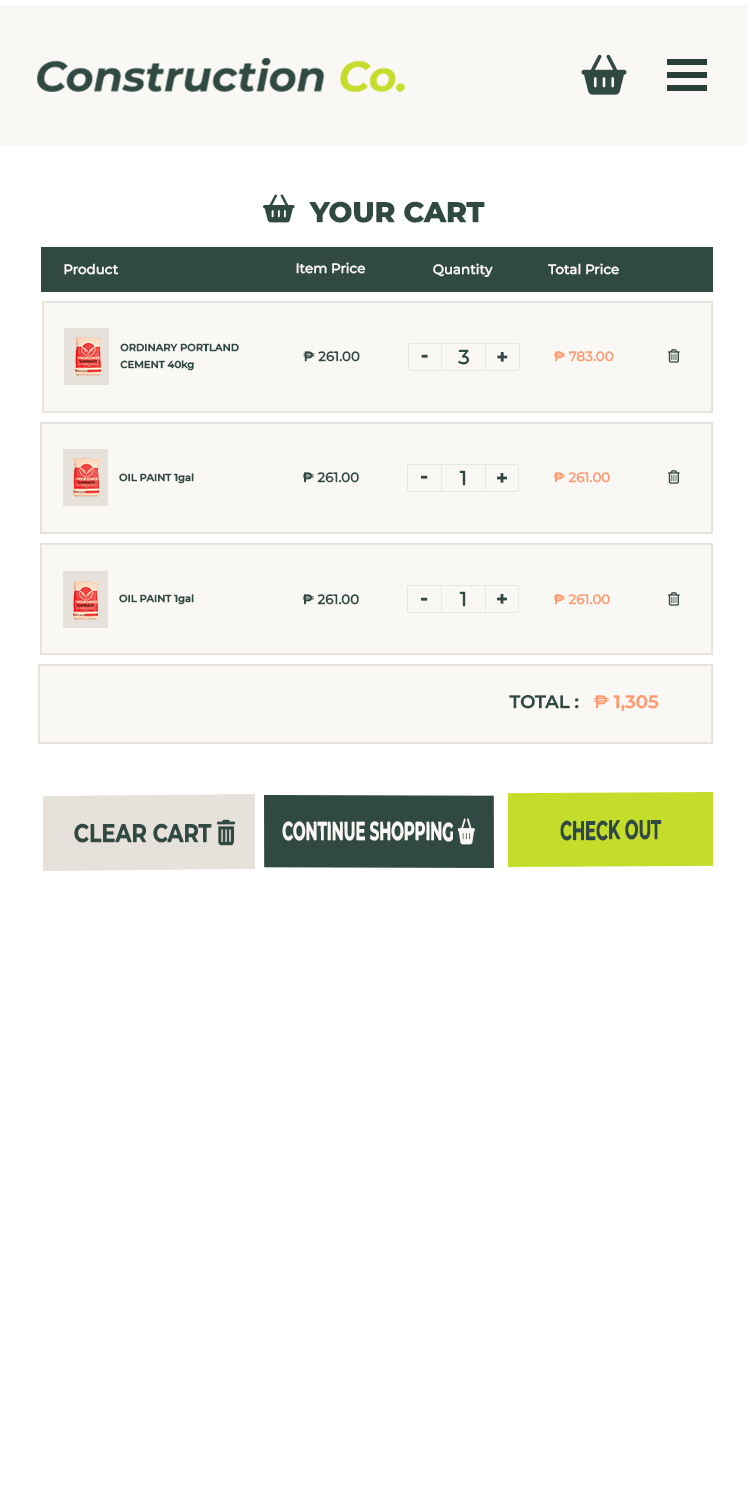 Construction Co.
YOUR CART
Product Item Price Quantity Total Price
ORDINARY PORTLAND
CEMENT 40kg
₱ 261.00 - 3 + ₱ 783.00
OIL PAINT 1gal ₱ 261.00 - 1 + ₱ 261.00
OIL PAINT 1gal ₱ 261.00 - 1 + ₱ 261.00
TOTAL : ₱ 1,305
CLEAR CART CONTINUE SHOPPING CHECK OUT